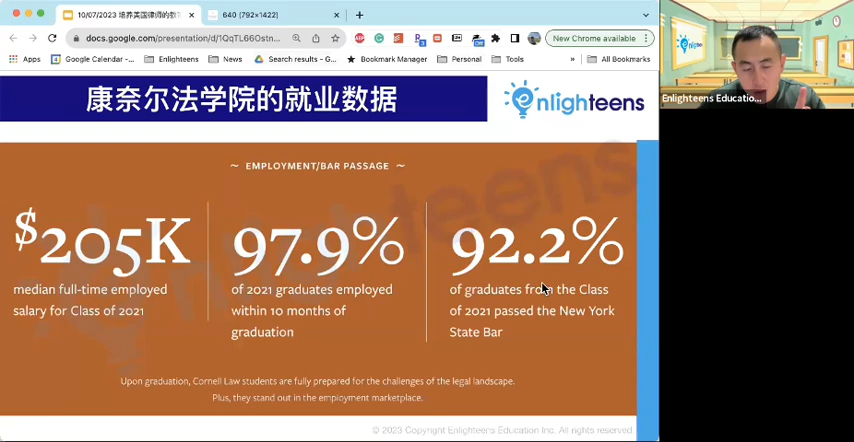 10/07/2023 培养美国律师的教
640 (792×1422)
docs.google.com/presentation/d/1QqTL66Ostn...
New Chrome available
Apps
Google Calendar -...
Enlighteens
News
Search results - G...
Bookmark Manager
Personal
Tools
»
All Bookmarks
康奈尔法学院的就业数据
enlighteens
Enlighteens Educatio...
~ EMPLOYMENT/BAR PASSAGE ~
$205K
median full-time employed
salary for Class of 2021
97.9%
of 2021 graduates employed
within 10 months of
graduation
92.2%
of graduates from the Class
of 2021 passed the New York
State Bar
Upon graduation, Cornell Law students are fully prepared for the challenges of the legal landscape.
Plus, they stand out in the employment marketplace.
© 2023 Copyright Enlighteens Education Inc. All rights reserved